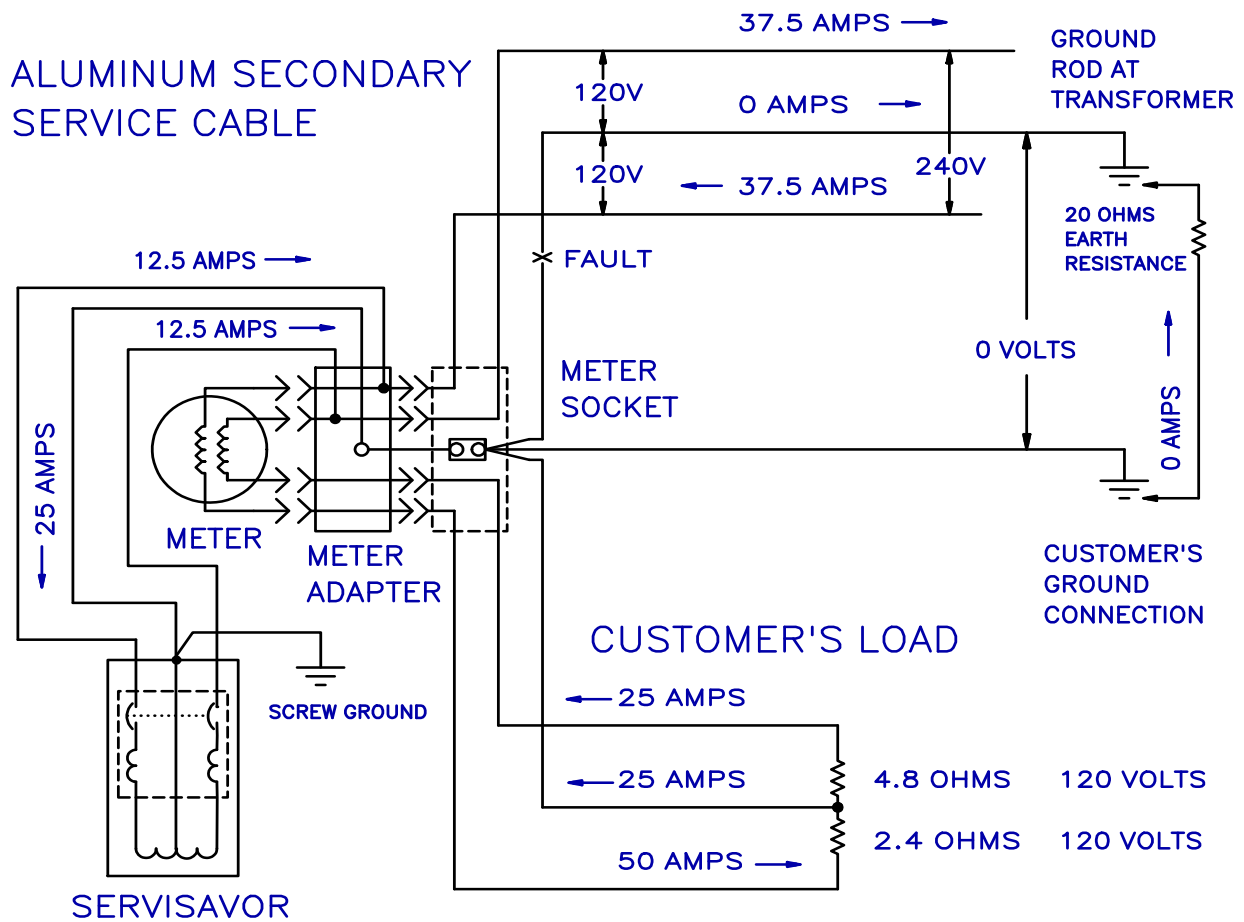 37.5 AMPS
ALUMINUM SECONDARY
SERVICE CABLE
GROUND
ROD AT
TRANSFORMER
120V
0 AMPS
120V
37.5 AMPS
240V
20 OHMS
EARTH
RESISTANCE
12.5 AMPS
FAULT
12.5 AMPS
0 VOLTS
METER
SOCKET
0 AMPS
25 AMPS
METER
METER
ADAPTER
CUSTOMER'S
GROUND
CONNECTION
CUSTOMER'S LOAD
SCREW GROUND
25 AMPS
25 AMPS
4.8 OHMS 120 VOLTS
2.4 OHMS 120 VOLTS
50 AMPS
SERVISAVOR